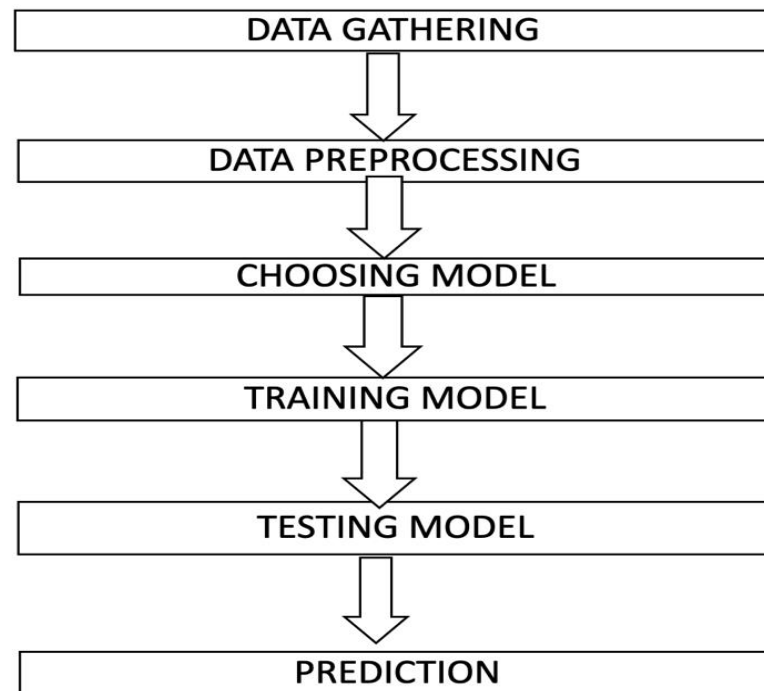 DATA GATHERING
DATA PREPROCESSING
CHOOSING MODEL
TRAINING MODEL
TESTING MODEL
PREDICTION